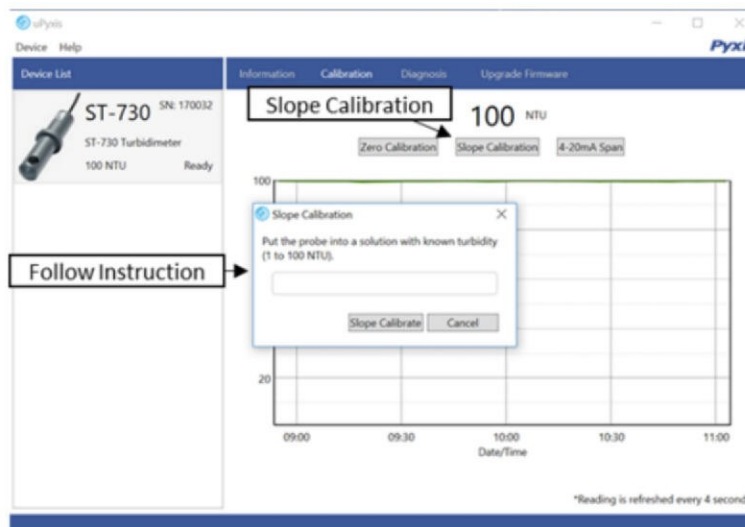 uPyxis
Device Help
Pyxi
Device List
Information Calibration Diagnosis Upgrade Firmware
ST-730 SN: 170032
ST-730 Turbidimeter
100 NTU Ready
Slope Calibration
100 NTU
Zero Calibration Slope Calibration 4-20mA Span
100
Slope Calibration
Put the probe into a solution with known turbidity
(1 to 100 NTU).
Follow Instruction
Slope Calibrate Cancel
20
09:00 09:30 10:00 10:30 11:00
Date/Time
*Reading is refreshed every 4 second